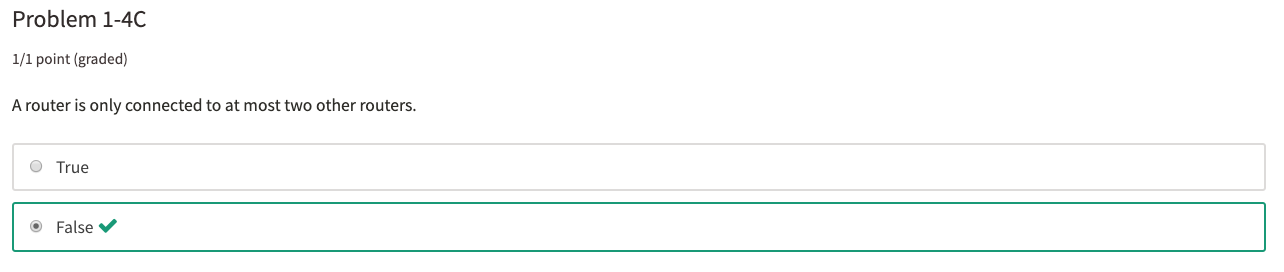 Problem 1-4C
1/1 point (graded)
A router is only connected to at most two other routers.
True
False